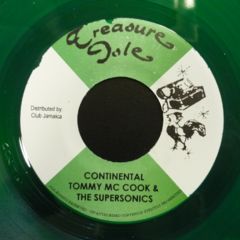 Treasure
Isle
Distributed by
Club Jamaica
CONTINENTAL
TOMMY MC COOK &
THE SUPERSONICS